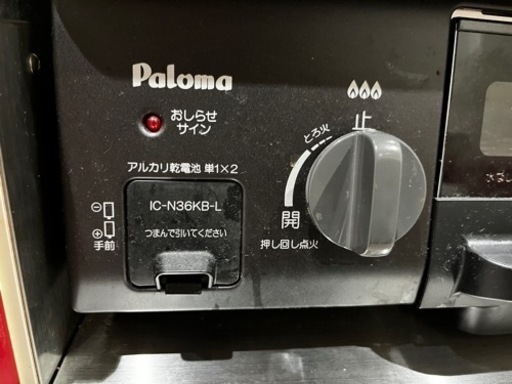 Paloma
おしらせ
サイン
アルカリ乾電池 単1×2
IC-N36KB-L
つまんで引いてください
⊖
⊕
手前
止
とろ火
開
押し回し点火